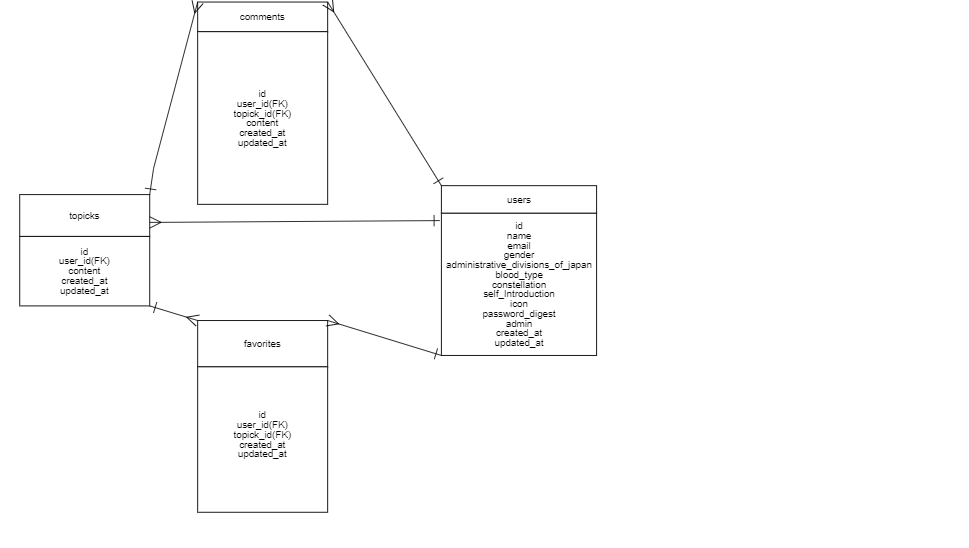 comments
id
user_id(FK)
topick_id(FK)
content
created_at
updated_at
topicks
id
user_id(FK)
content
created_at
updated_at
users
id
name
email
gender
administrative_divisions_of_japan
blood_type
constellation
self_Introduction
icon
password_digest
admin
created_at
updated_at
favorites
id
user_id(FK)
topick_id(FK)
created_at
updated_at